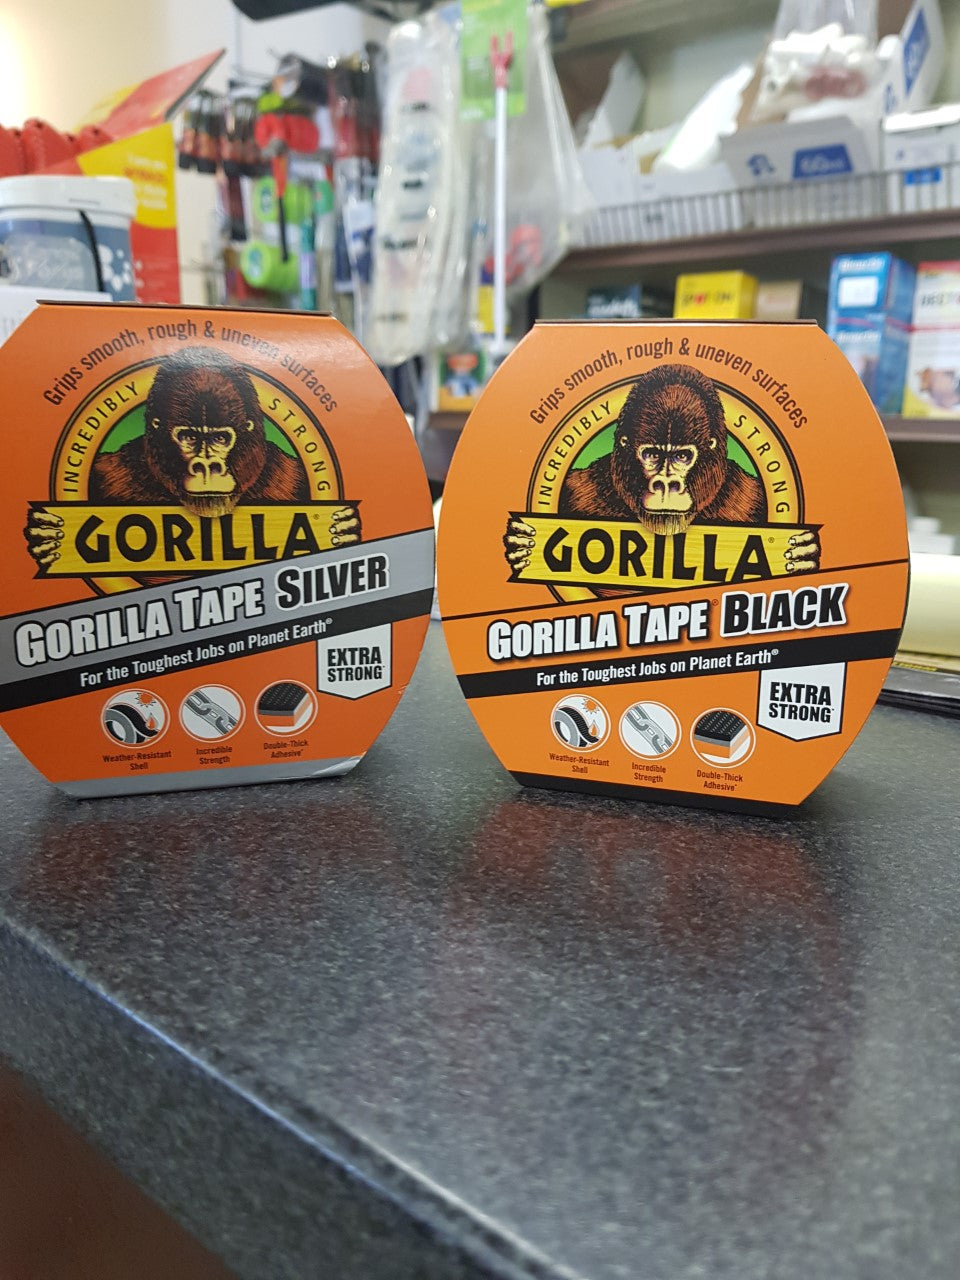 Grips smooth, rough & uneven surfaces
INCREDIBLY STRONG
GORILLA®
GORILLA TAPE SILVER
For the Toughest Jobs on Planet Earth®
EXTRA
STRONG
Weather-Resistant
Shell
Incredible
Strength
Double-Thick
Adhesive
Grips smooth, rough & uneven surfaces
INCREDIBLY STRONG
GORILLA®
GORILLA TAPE BLACK
For the Toughest Jobs on Planet Earth®
EXTRA
STRONG
Weather-Resistant
Shell
Incredible
Strength
Double-Thick
Adhesive